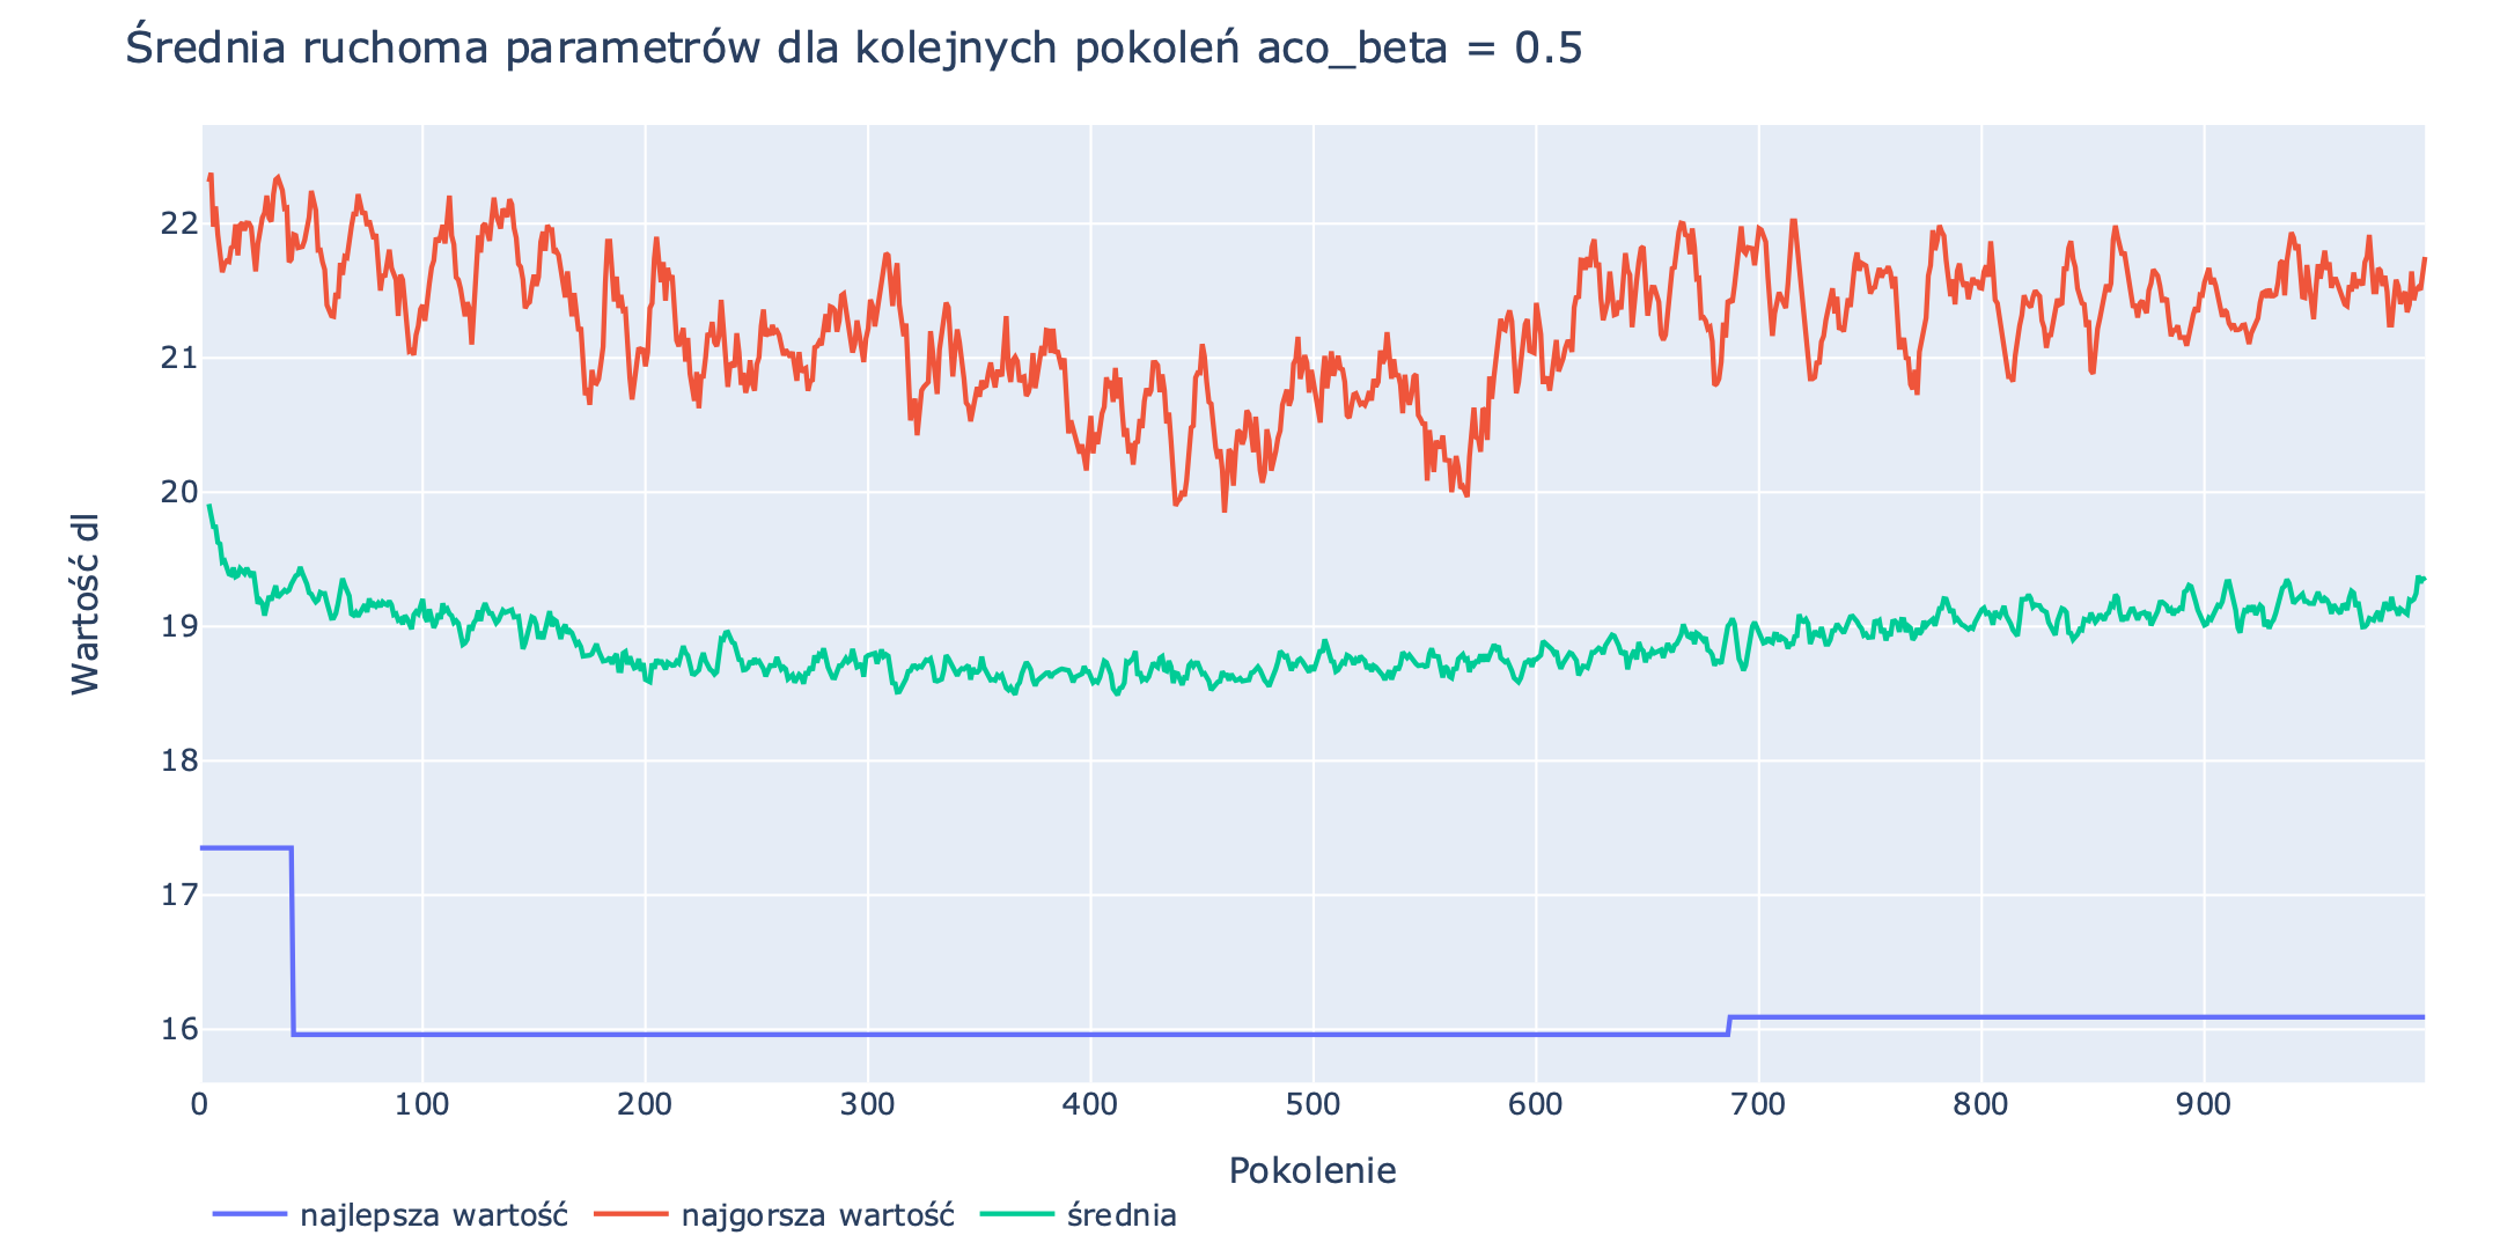 Średnia ruchoma parametrów dla kolejnych pokoleń aco_beta = 0.5
Wartość dl
22
21
20
19
18
17
16
0 100 200 300 400 500 600 700 800 900
Pokolenie
najlepsza wartość najgorsza wartość średnia